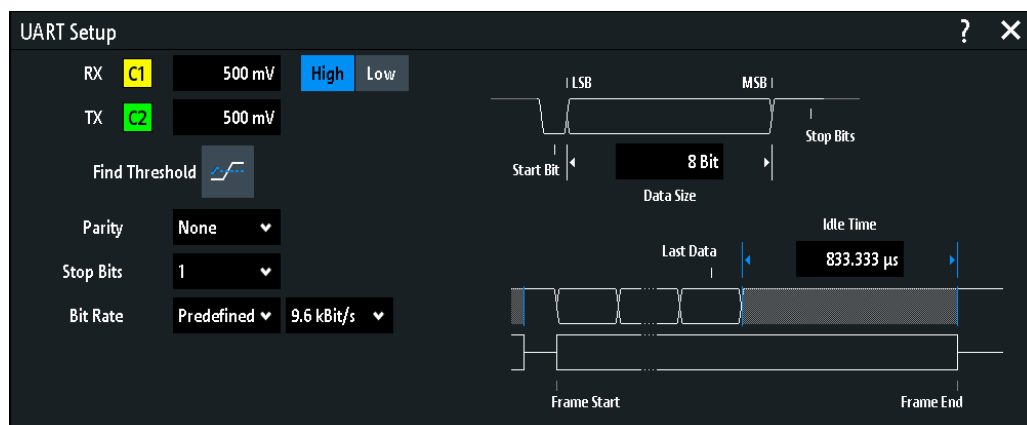 UART Setup ? ×
RX C1 500 mV High Low
TX C2 500 mV
Find Threshold
Parity None
Stop Bits 1
Bit Rate Predefined 9.6 kBit/s
LSB MSB
Stop Bits
Start Bit 8 Bit
Data Size
Idle Time
Last Data 833.333 µs
Frame Start Frame End